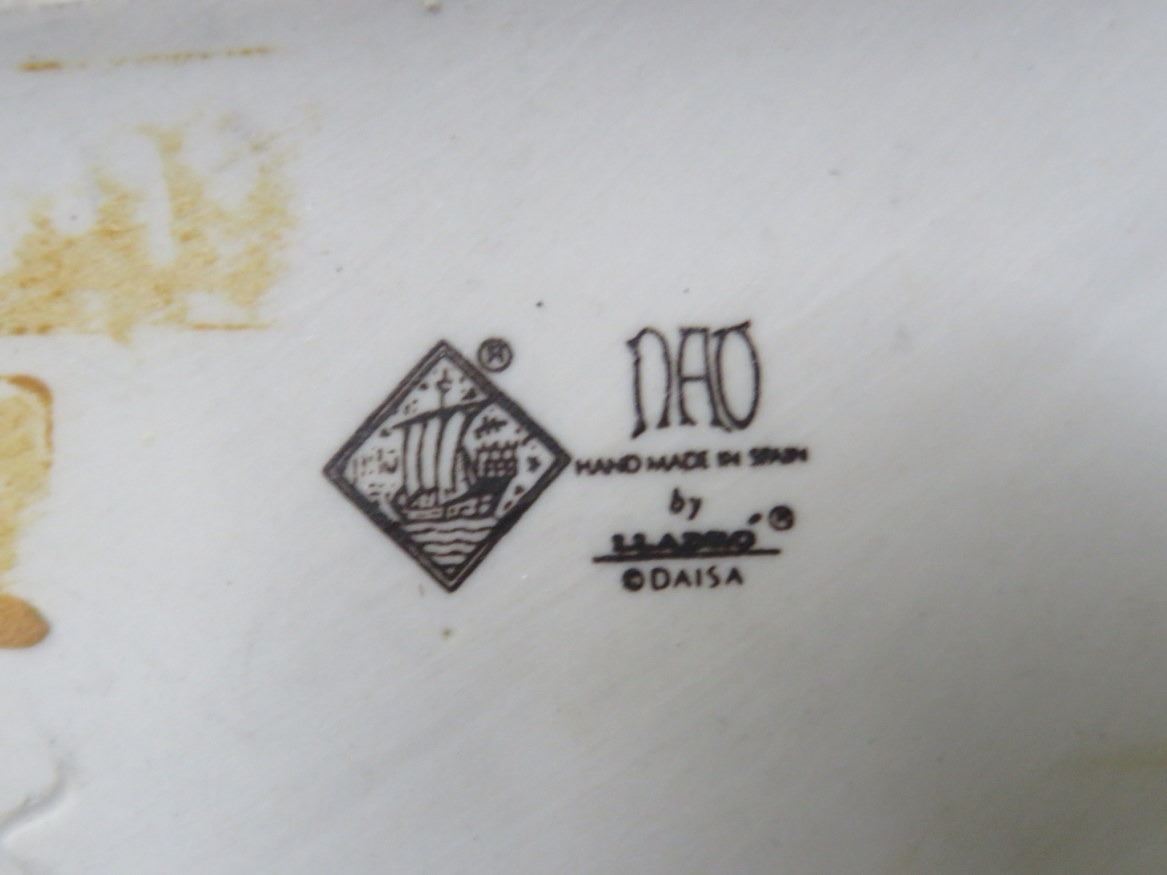 ®
NAO
HAND MADE IN SPAIN
by
LLADRÓ®
©DAISA